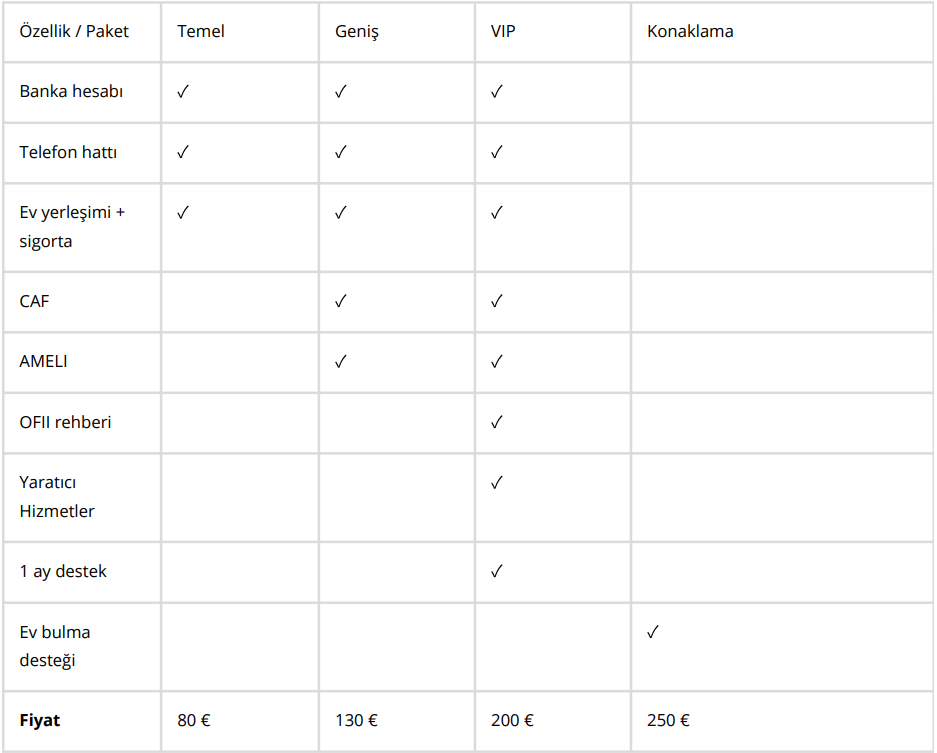 Özellik / Paket Temel Geniş VIP Konaklama
Banka hesabı ✓ ✓ ✓
Telefon hattı ✓ ✓ ✓
Ev yerleşimi + ✓ ✓ ✓
sigorta
CAF ✓ ✓
AMELI ✓ ✓
OFII rehberi ✓
Yaratıcı ✓
Hizmetler
1 ay destek ✓
Ev bulma ✓
desteği
Fiyat 80 € 130 € 200 € 250 €